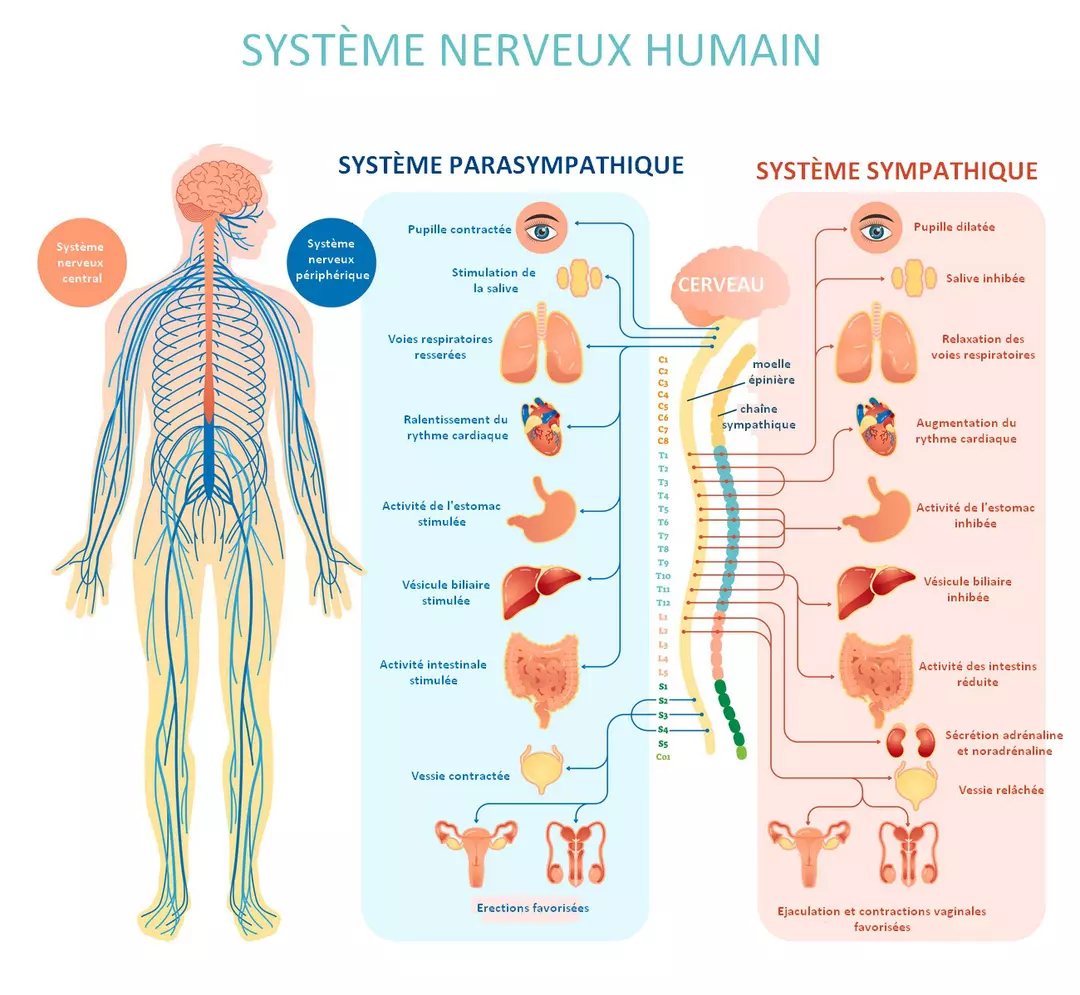 SYSTÈME NERVEUX HUMAIN
Système
nerveux
central
Système
nerveux
périphérique
SYSTÈME PARASYMPATHIQUE
Pupille contractée
Stimulation de
la salive
Voies respiratoires
resserées
Ralentissement du
rythme cardiaque
Activité de l'estomac
stimulée
Vésicule biliaire
stimulée
Activité intestinale
stimulée
Vessie contractée
Erections favorisées
CERVEAU
moelle
épinière
chaîne
sympathique
C1
C2
C3
C4
C5
C6
C7
C8
T1
T2
T3
T4
T5
T6
T7
T8
T9
T10
T11
T12
L1
L2
L3
L4
L5
S1
S2
S3
S4
S5
Co1
SYSTÈME SYMPATHIQUE
Pupille dilatée
Salive inhibée
Relaxation des
voies respiratoires
Augmentation du
rythme cardiaque
Activité de l'estomac
inhibée
Vésicule biliaire
inhibée
Activité des intestins
réduite
Sécrétion adrénaline
et noradrénaline
Vessie relâchée
Ejaculation et contractions vaginales
favorisées